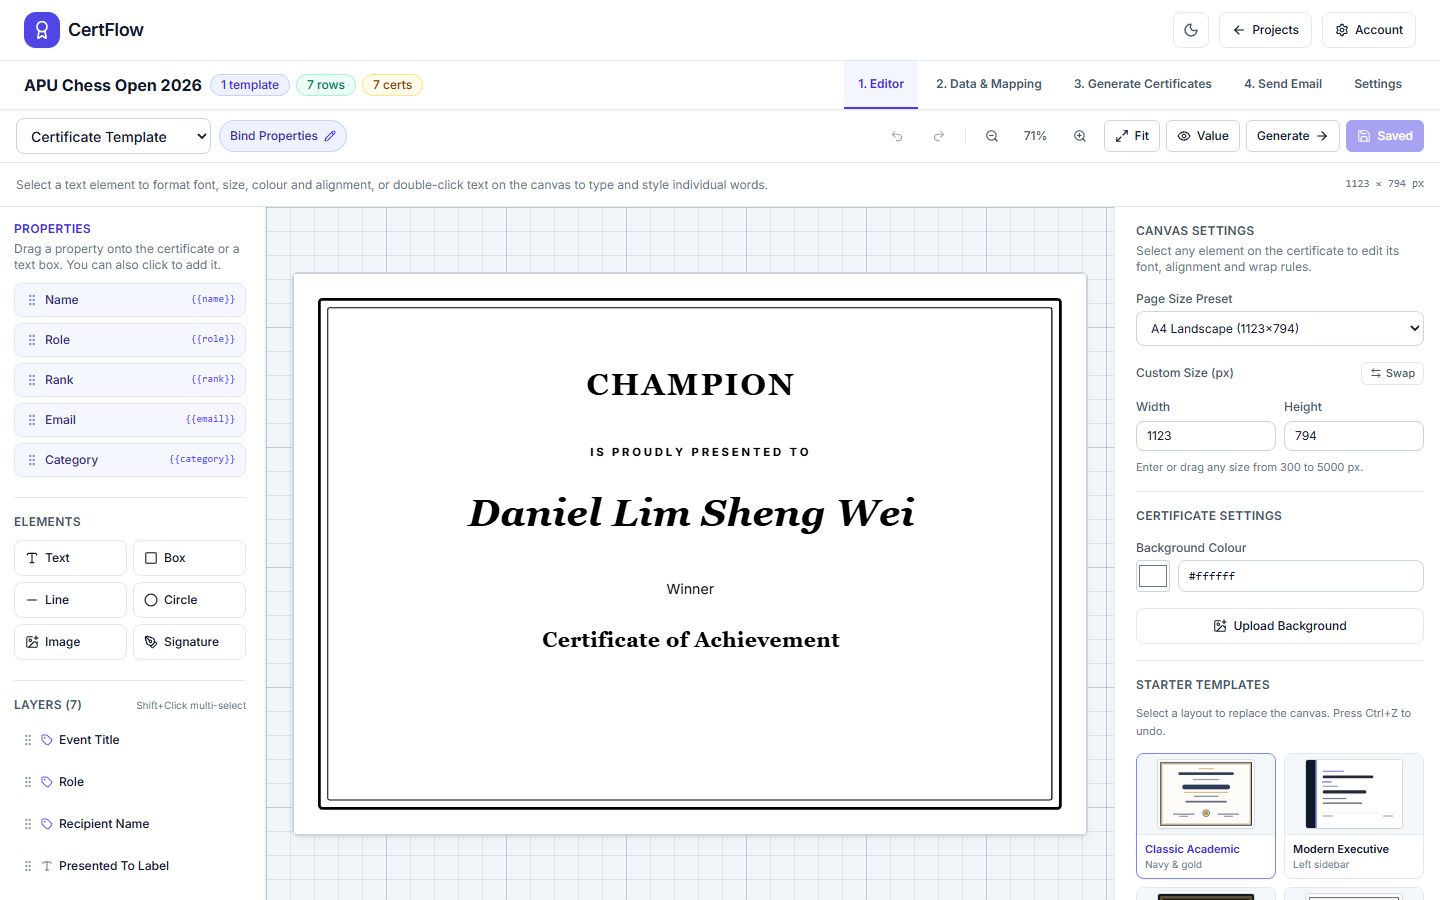 CertFlow
Projects
Account
APU Chess Open 2026
1 template
7 rows
7 certs
1. Editor
2. Data & Mapping
3. Generate Certificates
4. Send Email
Settings
Certificate Template
Bind Properties
71%
Fit
Value
Generate
Saved
Select a text element to format font, size, colour and alignment, or double-click text on the canvas to type and style individual words.
1123 × 794 px
PROPERTIES
Drag a property onto the certificate or a
text box. You can also click to add it.
Name {{name}}
Role {{role}}
Rank {{rank}}
Email {{email}}
Category {{category}}
ELEMENTS
Text
Box
Line
Circle
Image
Signature
LAYERS (7)
Shift+Click multi-select
Event Title
Role
Recipient Name
Presented To Label
CHAMPION
IS PROUDLY PRESENTED TO
Daniel Lim Sheng Wei
Winner
Certificate of Achievement
CANVAS SETTINGS
Select any element on the certificate to edit its
font, alignment and wrap rules.
Page Size Preset
A4 Landscape (1123×794)
Custom Size (px)
Swap
Width
Height
1123
794
Enter or drag any size from 300 to 5000 px.
CERTIFICATE SETTINGS
Background Colour
#ffffff
Upload Background
STARTER TEMPLATES
Select a layout to replace the canvas. Press Ctrl+Z to
undo.
Classic Academic
Navy & gold
Modern Executive
Left sidebar